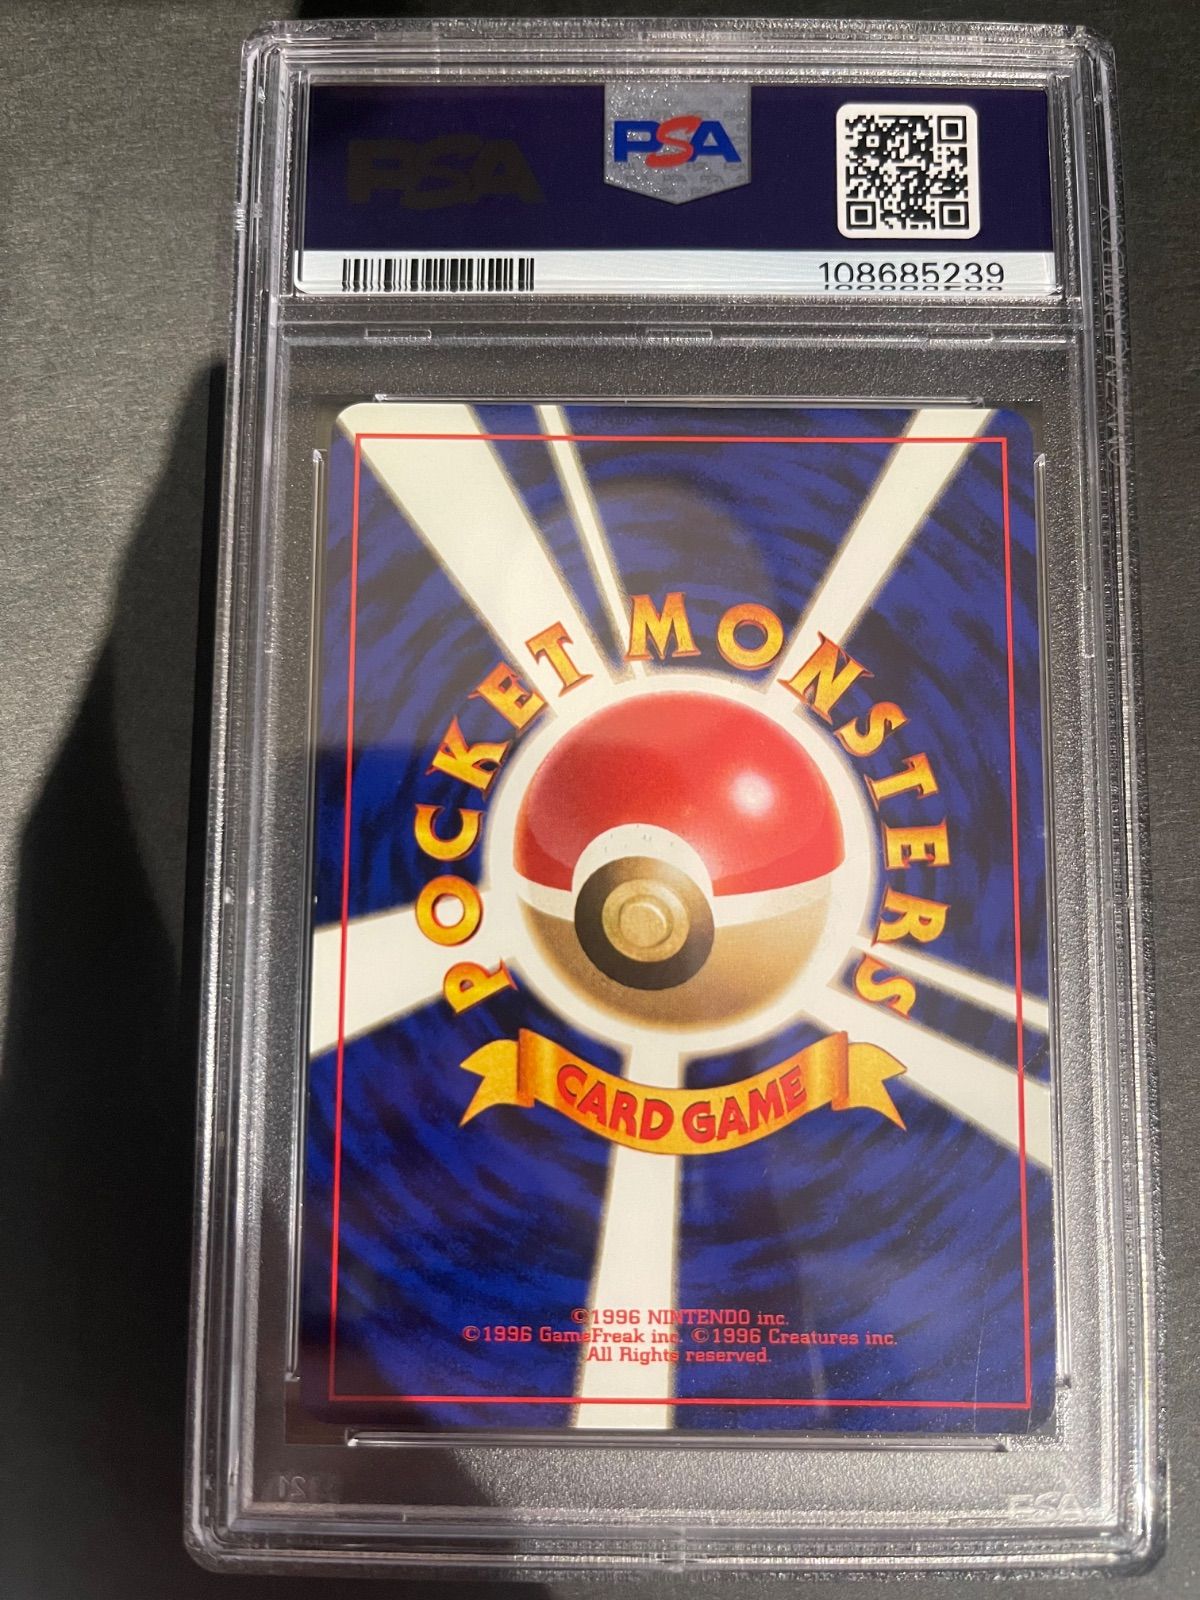 PSA
PSA
108685239
POCKET MONSTERS
CARD GAME
©1996 NINTENDO inc.
©1996 GameFreak inc. ©1996 Creatures inc.
All Rights reserved.
PSA